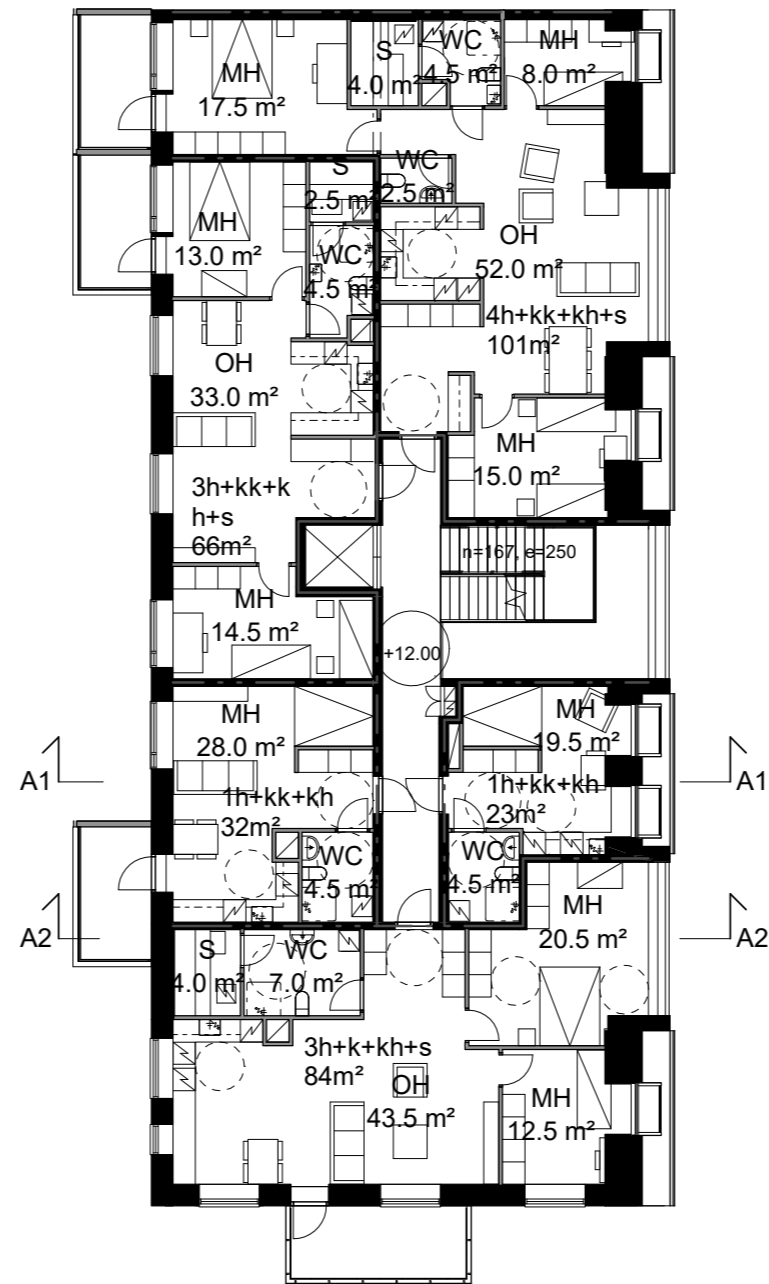 MH
17.5 m²
S
4.0 m²
WC
4.5 m²
MH
8.0 m²
MH
13.0 m²
S
2.5 m²
WC
2.5 m²
WC
4.5 m²
OH
52.0 m²
4h+kk+kh+s
101m²
OH
33.0 m²
MH
15.0 m²
3h+kk+k
h+s
66m²
n=167, e=250
MH
14.5 m²
+12.00
MH
28.0 m²
MH
19.5 m²
A1
A1
1h+kk+kh
32m²
1h+kk+kh
23m²
WC
4.5 m²
WC
4.5 m²
A2
A2
MH
20.5 m²
S
4.0 m²
WC
7.0 m²
3h+k+kh+s
84m²
OH
43.5 m²
MH
12.5 m²